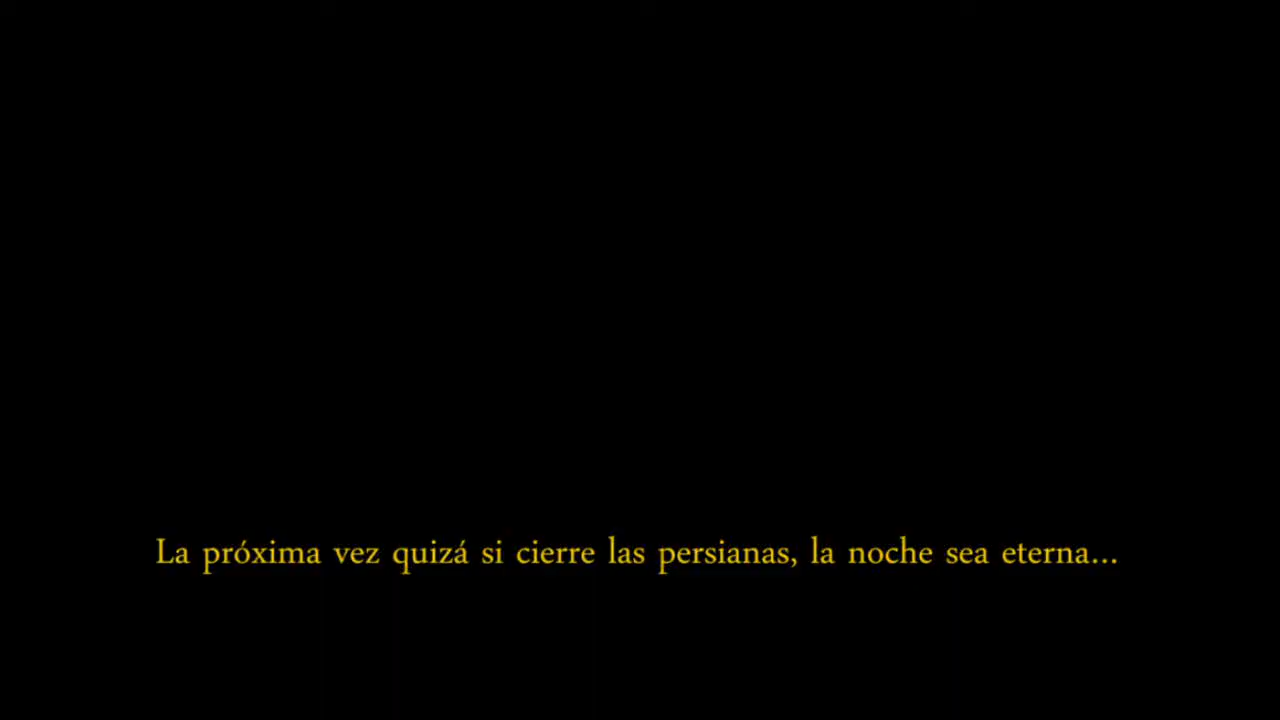 La próxima vez quizá si cierre las persianas, la noche sea eterna...